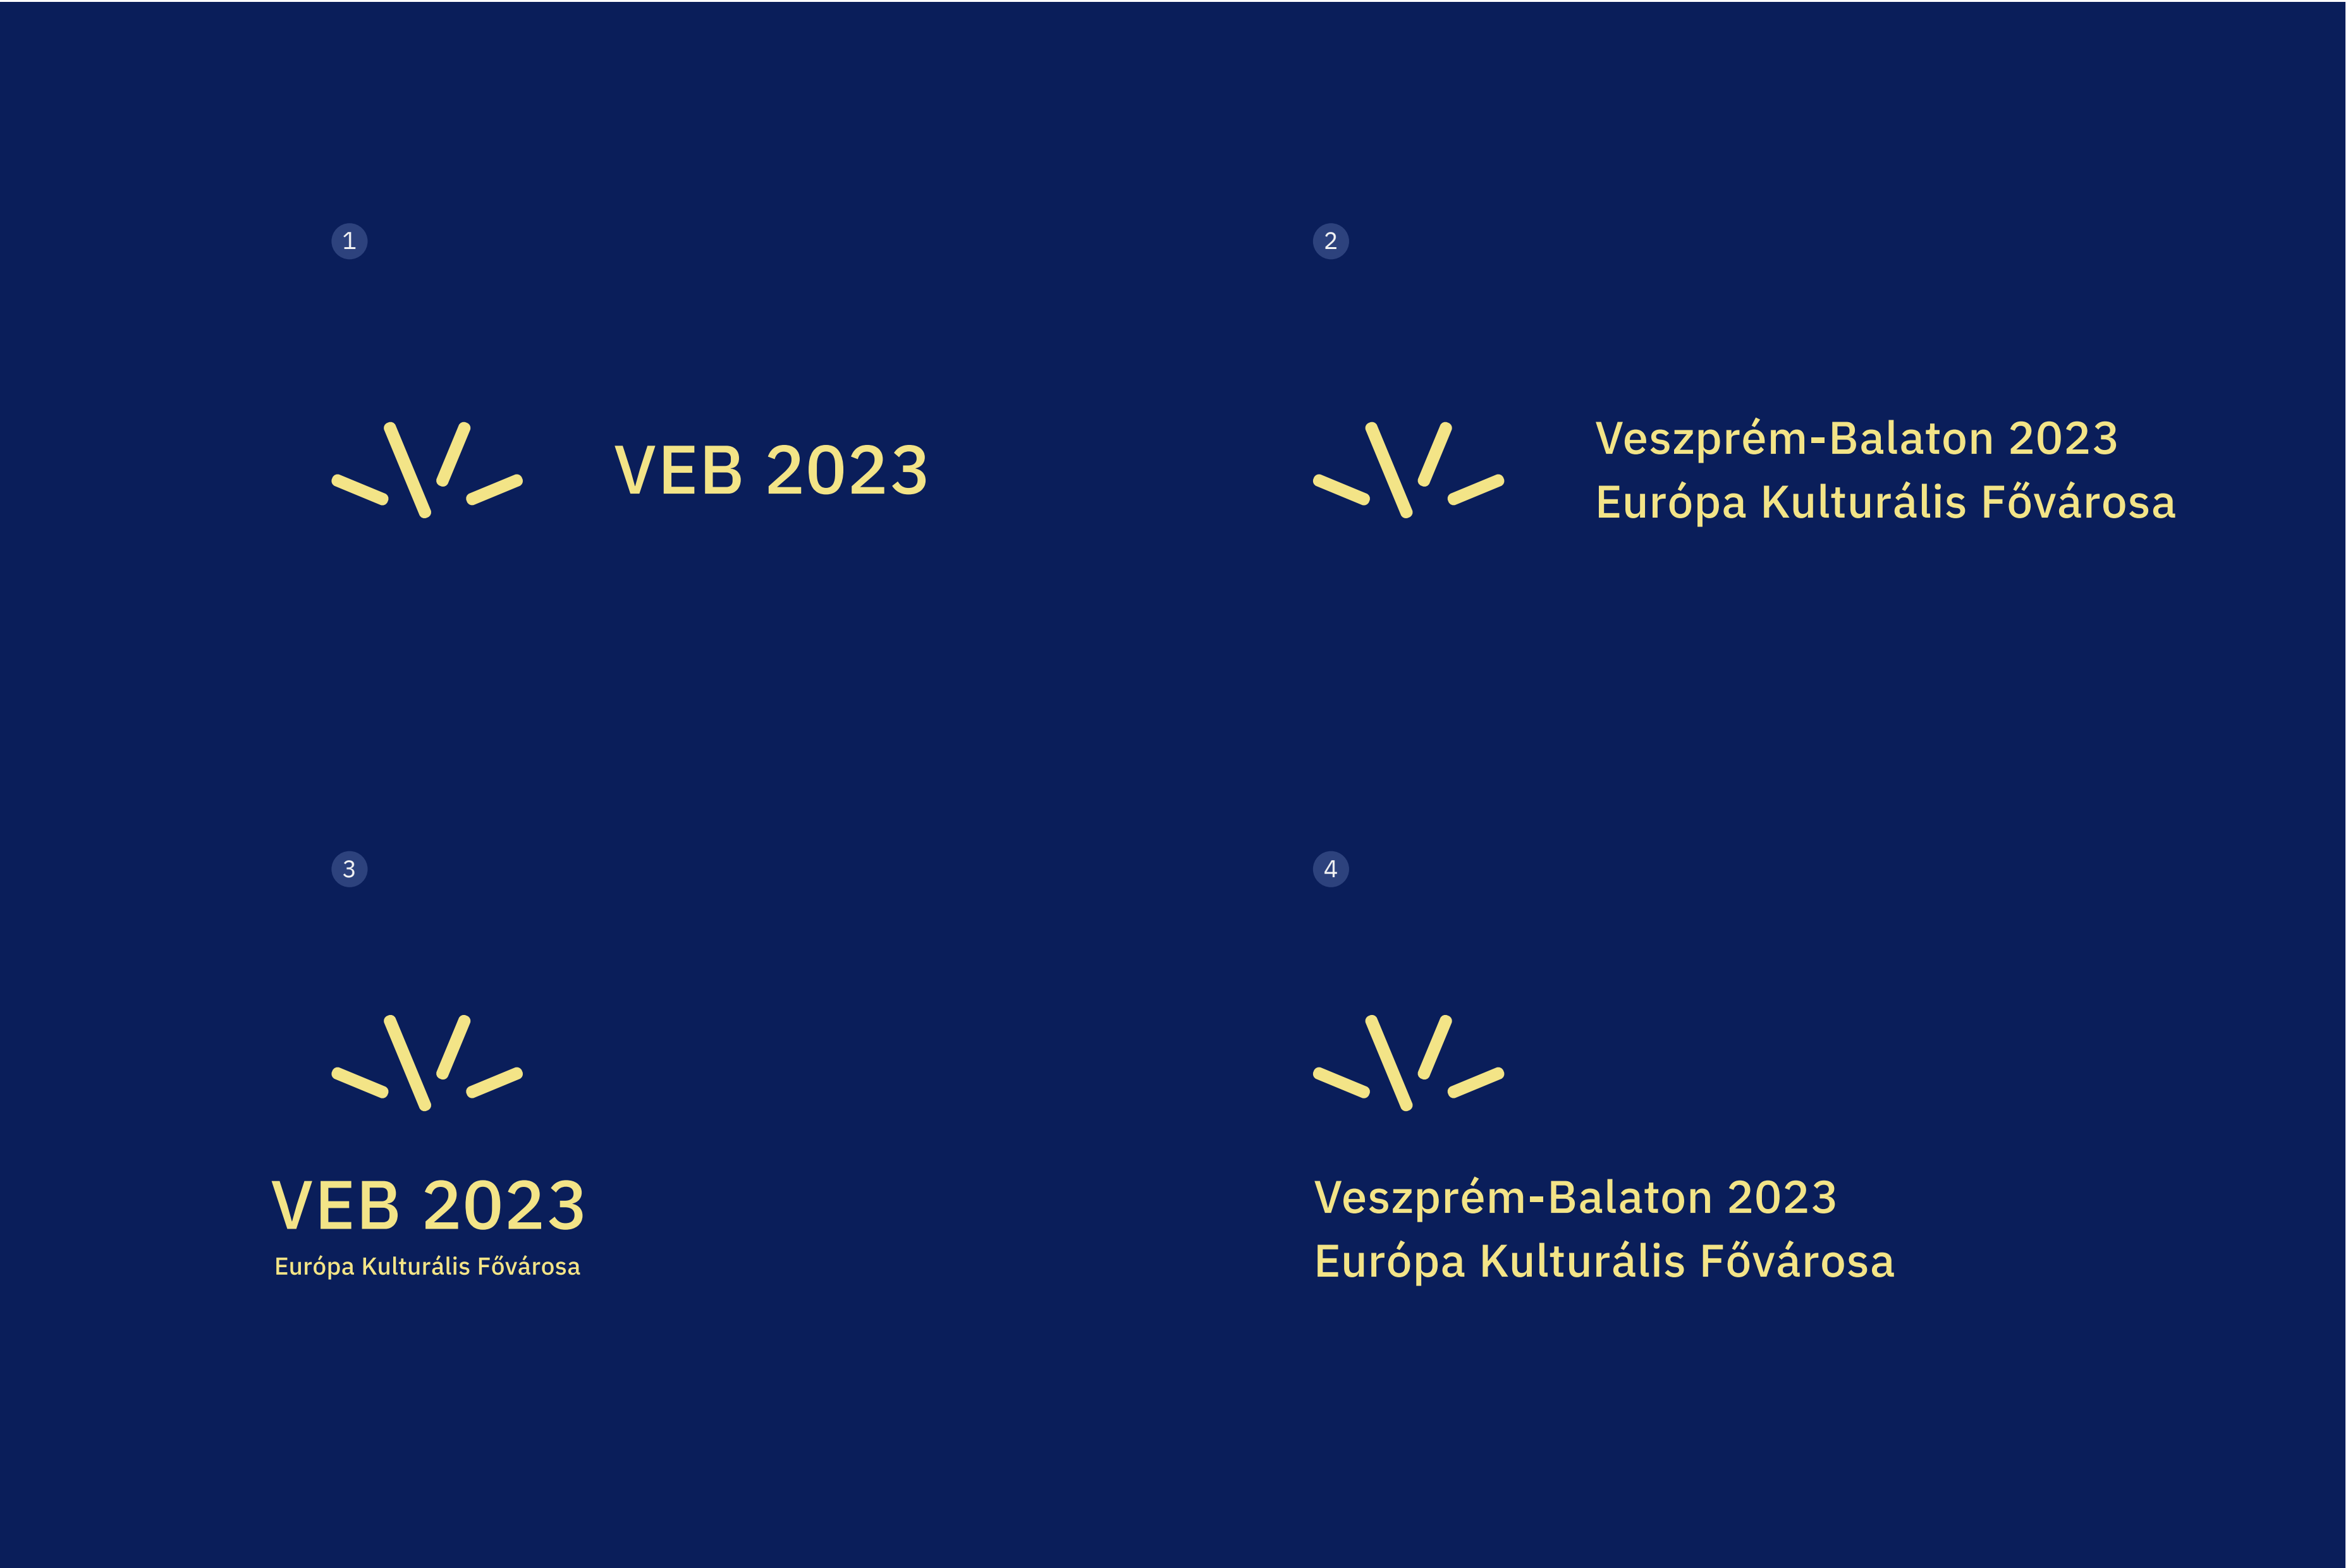 1
VEB 2023
2
Veszprém-Balaton 2023
Európa Kulturális Fővárosa
3
VEB 2023
Európa Kulturális Fővárosa
4
Veszprém-Balaton 2023
Európa Kulturális Fővárosa